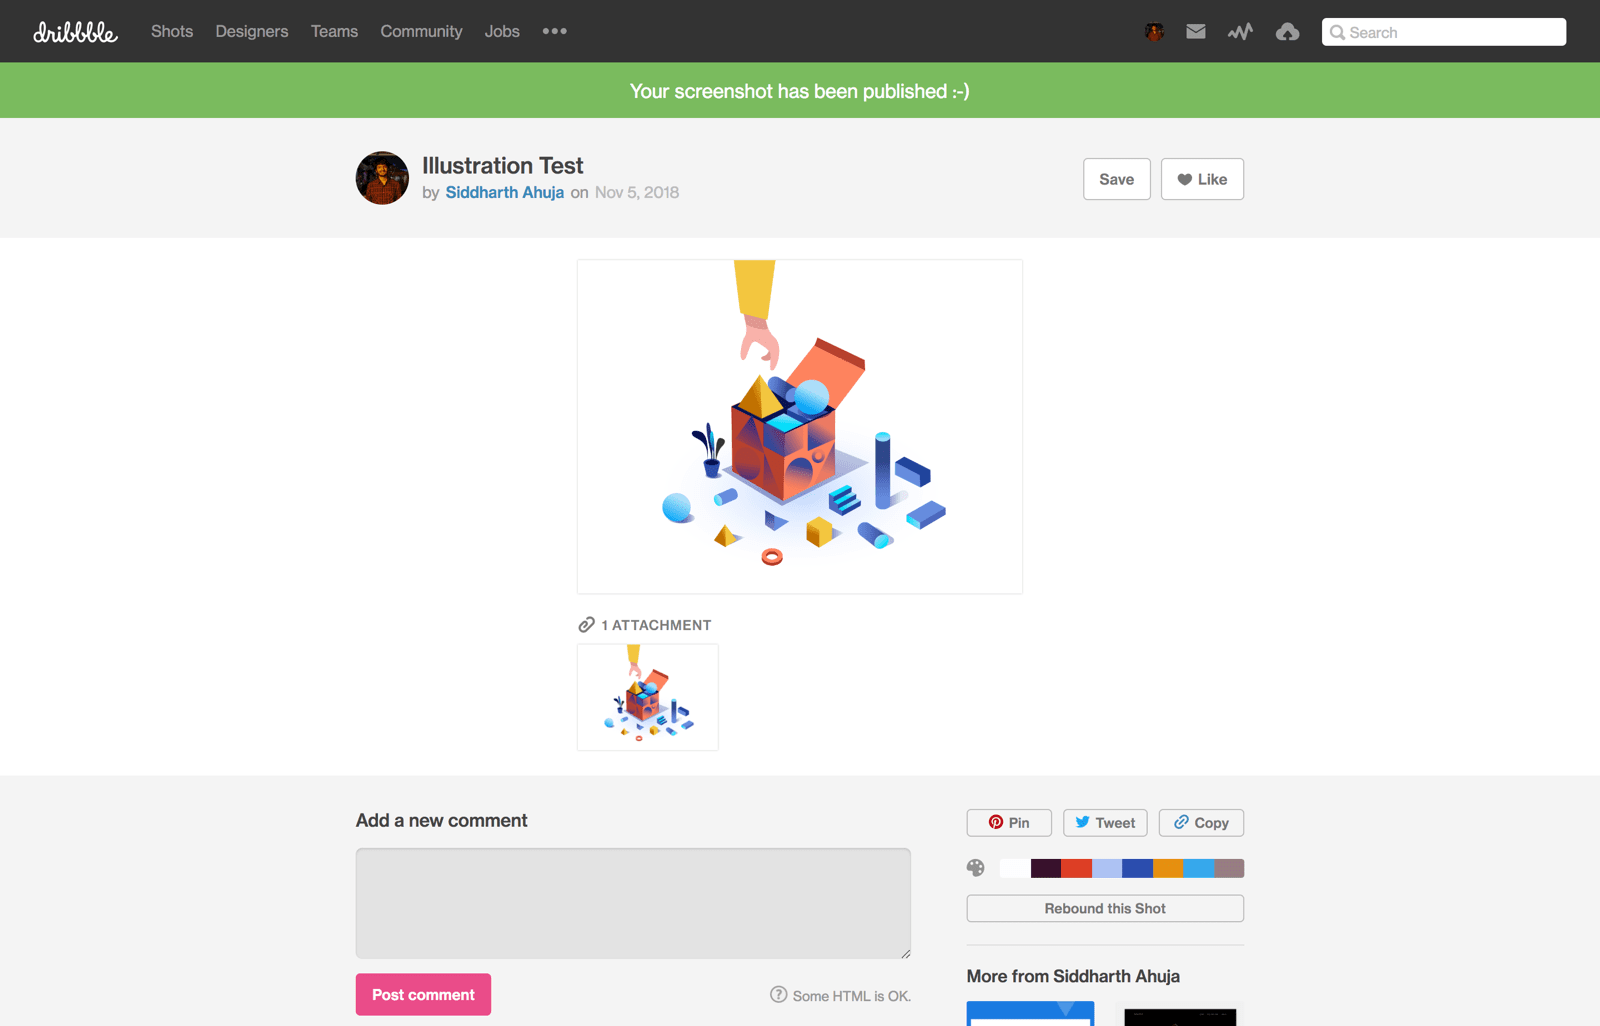 dribbble Shots Designers Teams Community Jobs Search
Your screenshot has been published :-)
Illustration Test
by Siddharth Ahuja on Nov 5, 2018
Save Like
1 ATTACHMENT
Add a new comment
Pin Tweet Copy
Rebound this Shot
More from Siddharth Ahuja
Post comment
Some HTML is OK.